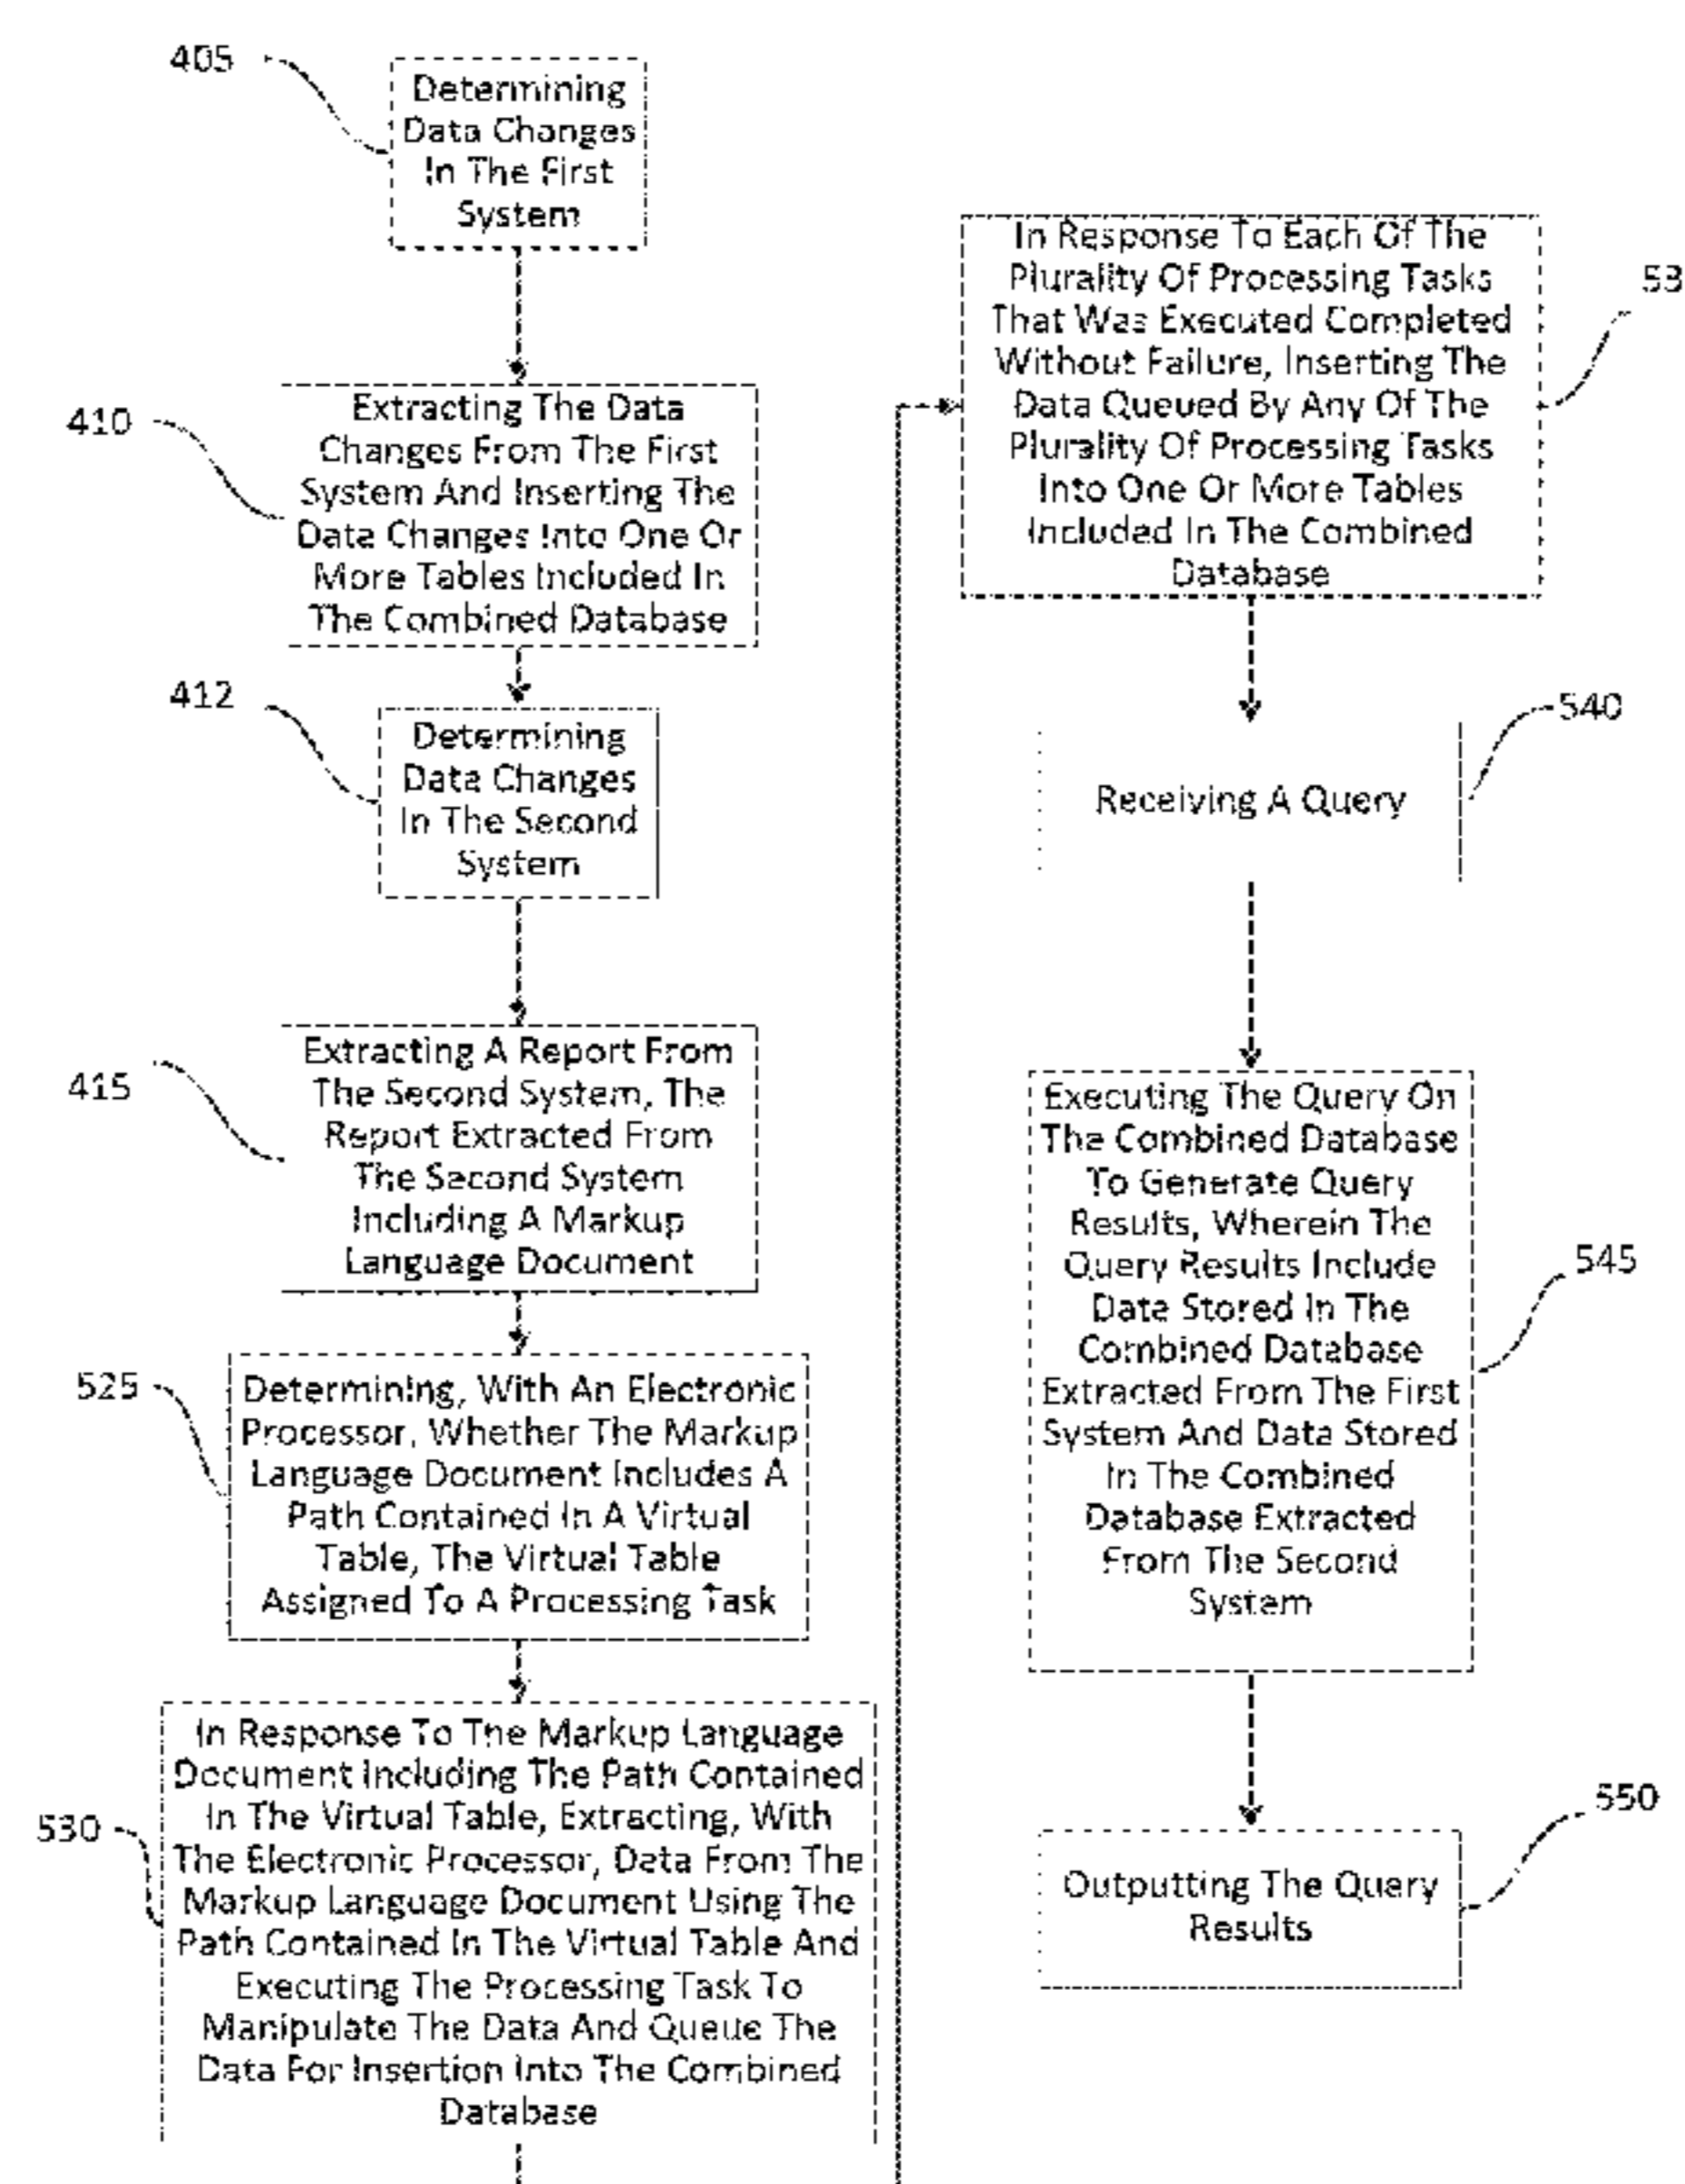 405
Determining
Data Changes
In The First
System
410
Extracting The Data
Changes From The First
System And Inserting The
Data Changes Into One Or
More Tables Included In
The Combined Database
412
Determining
Data Changes
In The Second
System
415
Extracting A Report From
The Second System, The
Report Extracted From
The Second System
Including A Markup
Language Document
525
Determining, With An Electronic
Processor, Whether The Markup
Language Document Includes A
Path Contained In A Virtual
Table, The Virtual Table
Assigned To A Processing Task
530
In Response To The Markup Language
Document Including The Path Contained
In The Virtual Table, Extracting, With
The Electronic Processor, Data From The
Markup Language Document Using The
Path Contained In The Virtual Table And
Executing The Processing Task To
Manipulate The Data And Queue The
Data For Insertion Into The Combined
Database
In Response To Each Of The
Plurality Of Processing Tasks
That Was Executed Completed
Without Failure, Inserting The
Data Queued By Any Of The
Plurality Of Processing Tasks
Into One Or More Tables
Included In The Combined
Database
53
Receiving A Query
540
Executing The Query On
The Combined Database
To Generate Query
Results, Wherein The
Query Results Include
Data Stored In The
Combined Database
Extracted From The First
System And Data Stored
In The Combined
Database Extracted
From The Second
System
545
Outputting The Query
Results
550